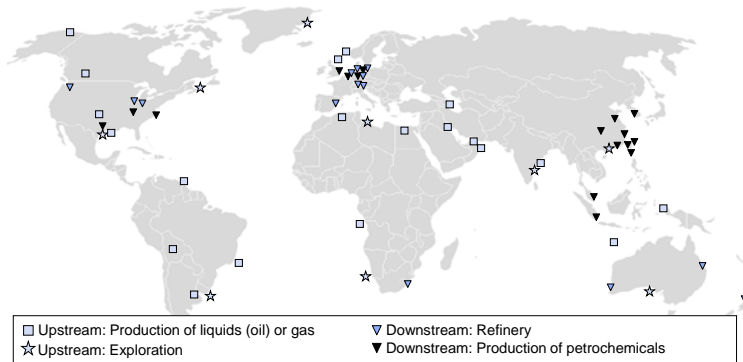 Upstream: Production of liquids (oil) or gas
Downstream: Refinery
Upstream: Exploration
Downstream: Production of petrochemicals